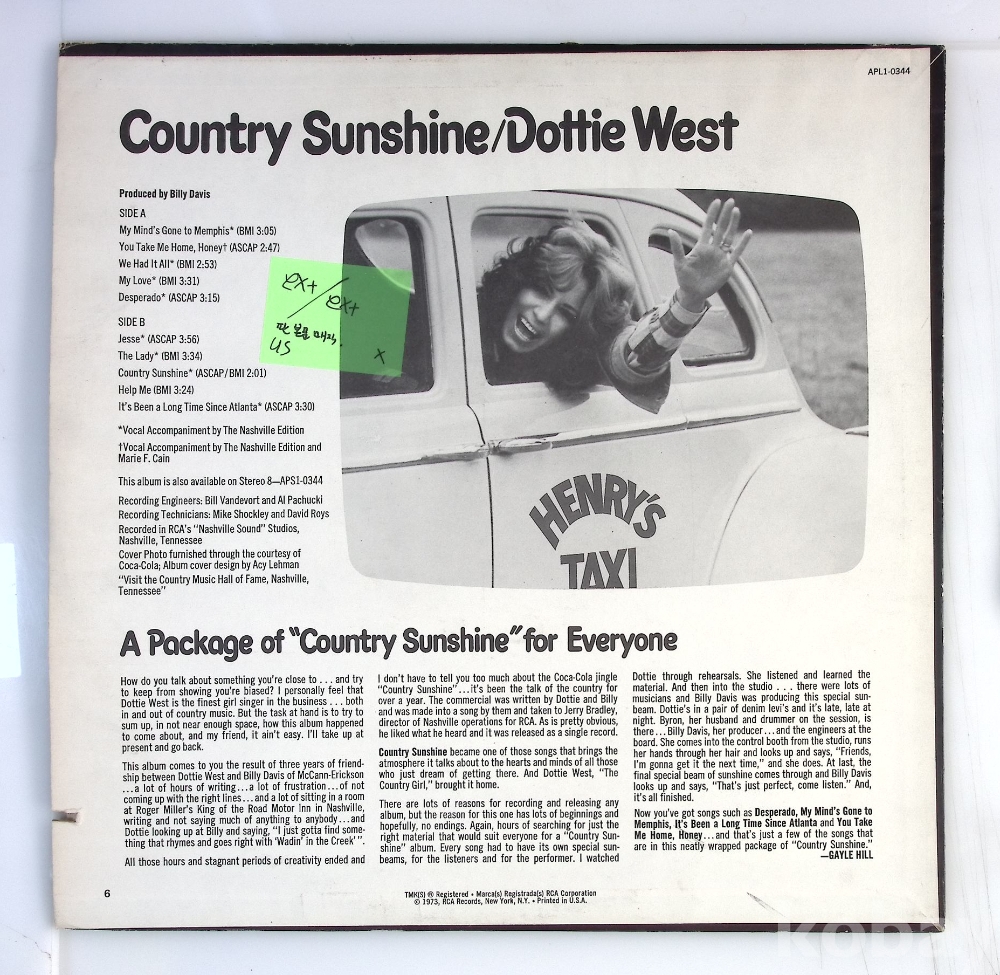 APL1-0344
Country Sunshine/Dottie West
Produced by Billy Davis
SIDE A
My Mind's Gone to Memphis* (BMI 3:05)
You Take Me Home, Honey† (ASCAP 2:47)
We Had It All* (BMI 2:53)
My Love* (BMI 3:31)
Desperado* (ASCAP 3:15)
SIDE B
Jesse* (ASCAP 3:56)
The Lady* (BMI 3:34)
Country Sunshine* (ASCAP/BMI 2:01)
Help Me (BMI 3:24)
It's Been a Long Time Since Atlanta* (ASCAP 3:30)
*Vocal Accompaniment by The Nashville Edition
†Vocal Accompaniment by The Nashville Edition and
Marie F. Cain
This album is also available on Stereo 8—APS1-0344
Recording Engineers: Bill Vandevort and Al Pachucki
Recording Technicians: Mike Shockley and David Roys
Recorded in RCA's "Nashville Sound" Studios,
Nashville, Tennessee
Cover Photo furnished through the courtesy of
Coca-Cola; Album cover design by Acy Lehman
"Visit the Country Music Hall of Fame, Nashville,
Tennessee"
ex+/ex+
US
x
HENRY'S
TAXI
A Package of "Country Sunshine" for Everyone
How do you talk about something you're close to . . . and try
to keep from showing you're biased? I personally feel that
Dottie West is the finest girl singer in the business . . . both
in and out of country music. But the task at hand is to try to
sum up, in not near enough space, how this album happened
to come about, and my friend, it ain't easy. I'll take up at
present and go back.
This album comes to you the result of three years of friend-
ship between Dottie West and Billy Davis of McCann-Erickson
...a lot of hours of writing...a lot of frustration...of not
coming up with the right lines...and a lot of sitting in a room
at Roger Miller's King of the Road Motor Inn in Nashville,
writing and not saying much of anything to anybody...and
Dottie looking up at Billy and saying, "I just gotta find some-
thing that rhymes and goes right with 'Wadin' in the Creek' ".
All those hours and stagnant periods of creativity ended and
I don't have to tell you too much about the Coca-Cola jingle
"Country Sunshine"...it's been the talk of the country for
over a year. The commercial was written by Dottie and Billy
and was made into a song by them and taken to Jerry Bradley,
director of Nashville operations for RCA. As is pretty obvious,
he liked what he heard and it was released as a single record.
Country Sunshine became one of those songs that brings the
atmosphere it talks about to the hearts and minds of all those
who just dream of getting there. And Dottie West, "The
Country Girl," brought it home.
There are lots of reasons for recording and releasing any
album, but the reason for this one has lots of beginnings and
hopefully, no endings. Again, hours of searching for just the
right material that would suit everyone for a "Country Sun-
shine" album. Every song had to have its own special sun-
beams, for the listeners and for the performer. I watched
Dottie through rehearsals. She listened and learned the
material. And then into the studio . . . there were lots of
musicians and Billy Davis was producing this special sun-
beam. Dottie's in a pair of denim levi's and it's late, late at
night. Byron, her husband and drummer on the session, is
there...Billy Davis, her producer...and the engineers at the
board. She comes into the control booth from the studio, runs
her hands through her hair and looks up and says, "Friends,
I'm gonna get it the next time," and she does. At last, the
final special beam of sunshine comes through and Billy Davis
looks up and says, "That's just perfect, come listen." And,
it's all finished.
Now you've got songs such as Desperado, My Mind's Gone to
Memphis, It's Been a Long Time Since Atlanta and You Take
Me Home, Honey...and that's just a few of the songs that
are in this neatly wrapped package of "Country Sunshine."
—GAYLE HILL
6
TMK(S) ® Registered • Marca(s) Registrada(s) RCA Corporation
© 1973, RCA Records, New York, N.Y. • Printed in U.S.A.